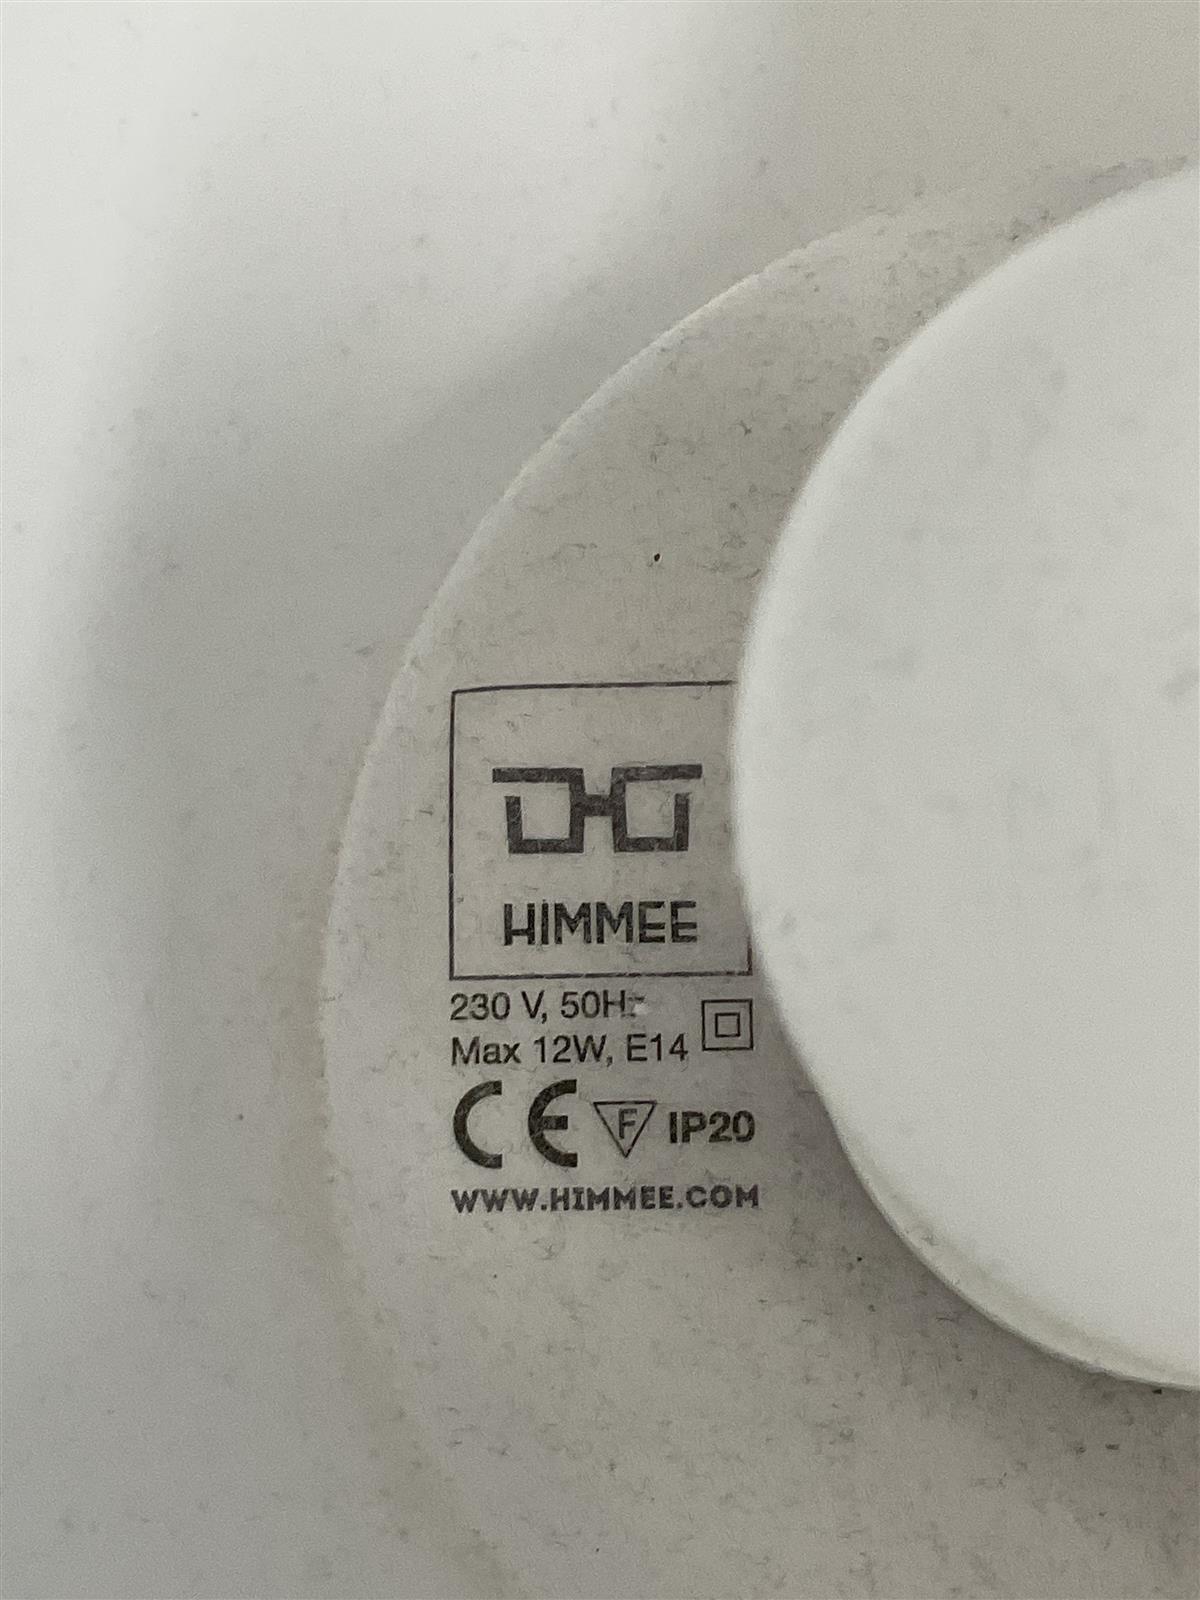 HIMMEE
230 V, 50Hz
Max 12W, E14
CE F IP20
WWW.HIMMEE.COM